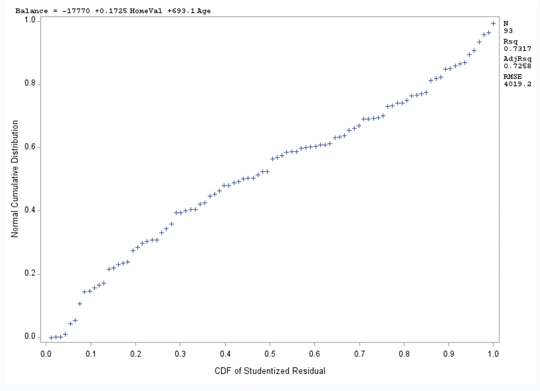 Balance = -17770 +0.1725 HomeVal +693.1 Age
N
93
Rsq
0.7317
AdjRsq
0.7258
RMSE
4019.2
1.0
0.8
0.6
0.4
0.2
0.0
Normal Cumulative Distribution
0.0 0.1 0.2 0.3 0.4 0.5 0.6 0.7 0.8 0.9 1.0
CDF of Studentized Residual